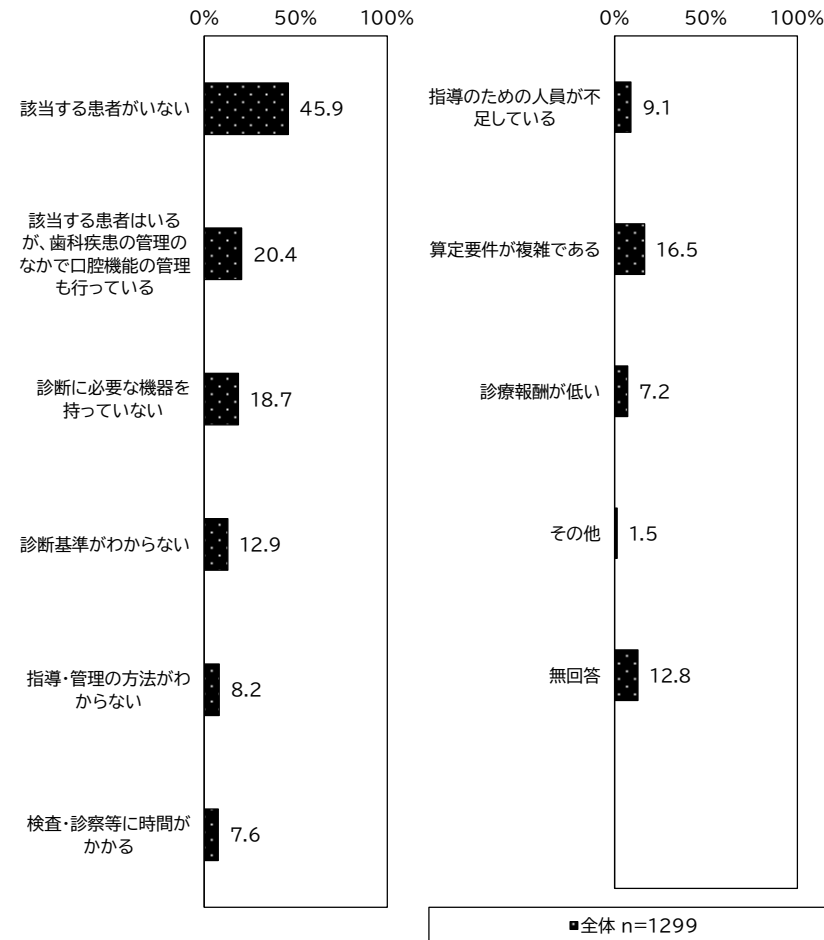 0% 50% 100%
該当する患者がいない
45.9
該当する患者はいる
が、歯科疾患の管理の
なかで口腔機能の管理
も行っている
20.4
診断に必要な機器を
持っていない
18.7
診断基準がわからない
12.9
指導・管理の方法がわ
からない
8.2
検査・診察等に時間が
かかる
7.6
0% 50% 100%
指導のための人員が不
足している
9.1
算定要件が複雑である
16.5
診療報酬が低い
7.2
その他
1.5
無回答
12.8
全体 n=1299